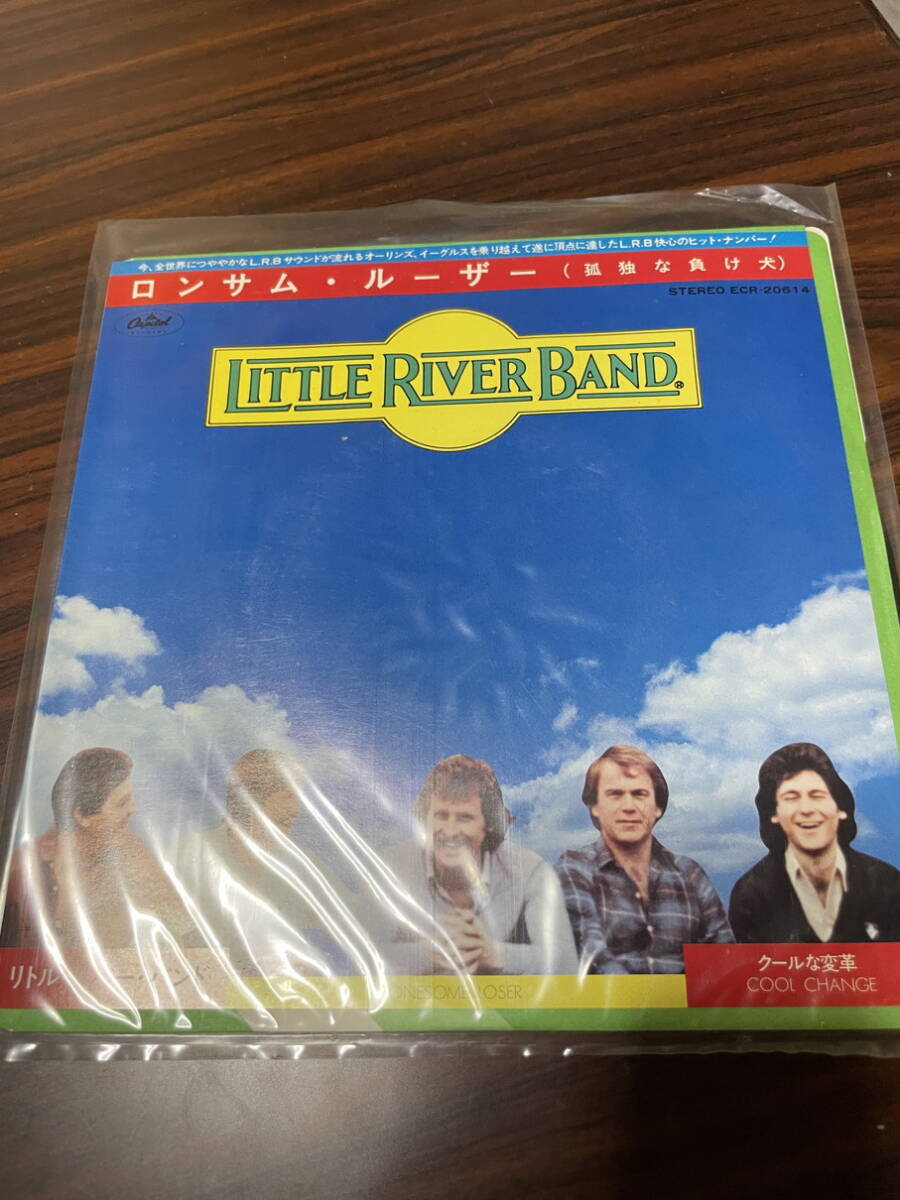 今、全世界につややかなL.R.Bサウンドが流れるオーリンズ、イーグルスを乗り越えて遂に頂点に達したL.R.B快心のヒット・ナンバー!
ロンサム・ルーザー(孤独な負け犬)
STEREO ECR-20614
Capitol
LITTLE RIVER BAND®
リトル
バンド
LOSER
クールな変革
COOL CHANGE